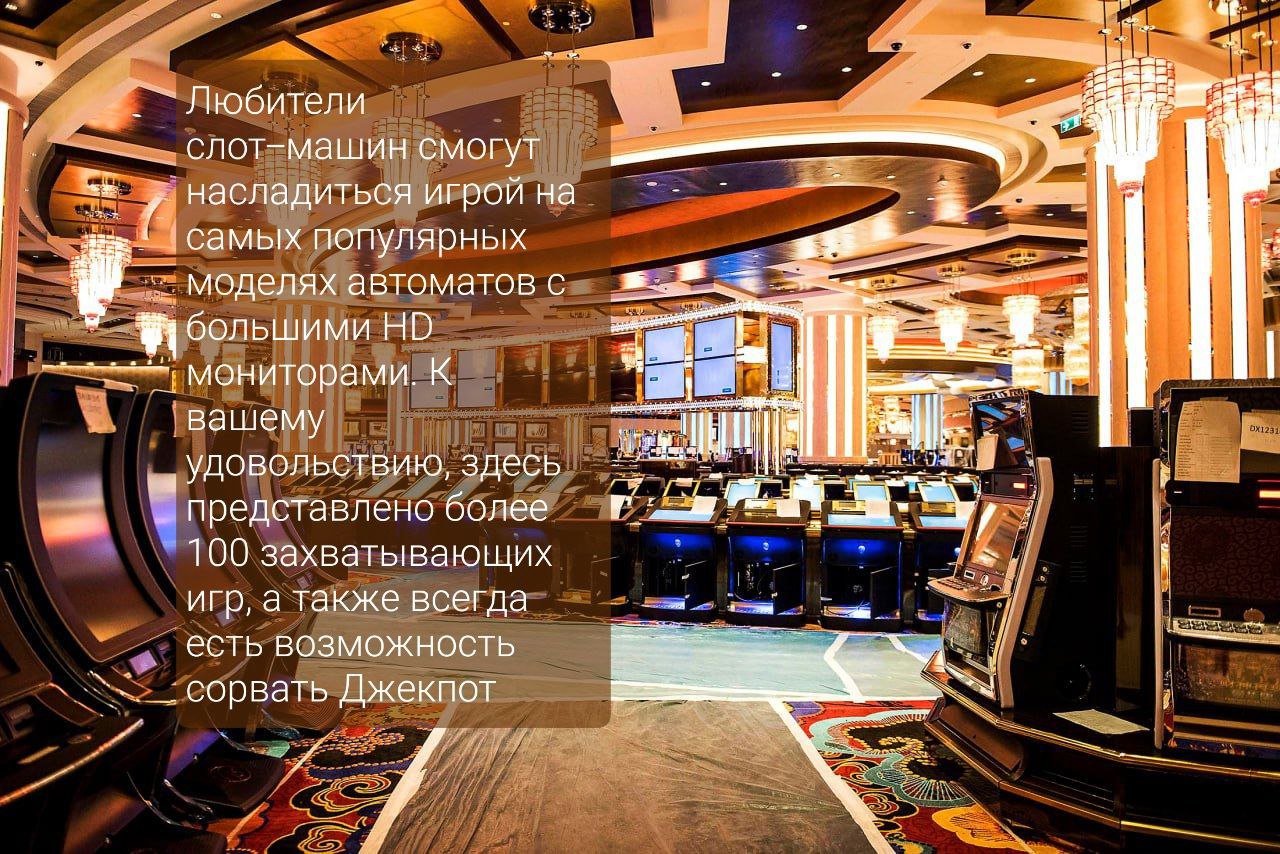 Любители
слот–машин смогут
насладиться игрой на
самых популярных
моделях автоматов с
большими HD
мониторами. К
вашему
удовольствию, здесь
представлено более
100 захватывающих
игр, а также всегда
есть возможность
сорвать Джекпот